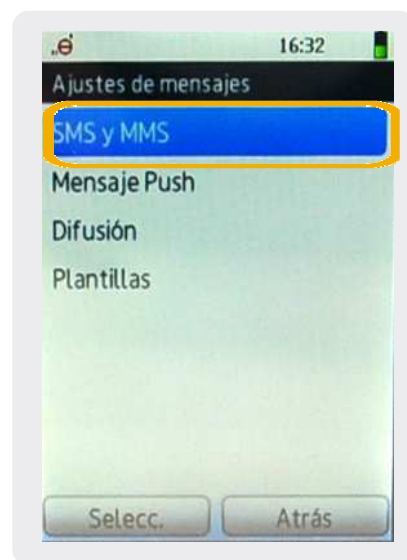 16:32
Ajustes de mensajes
SMS y MMS
Mensaje Push
Difusión
Plantillas
Selecc. Atrás